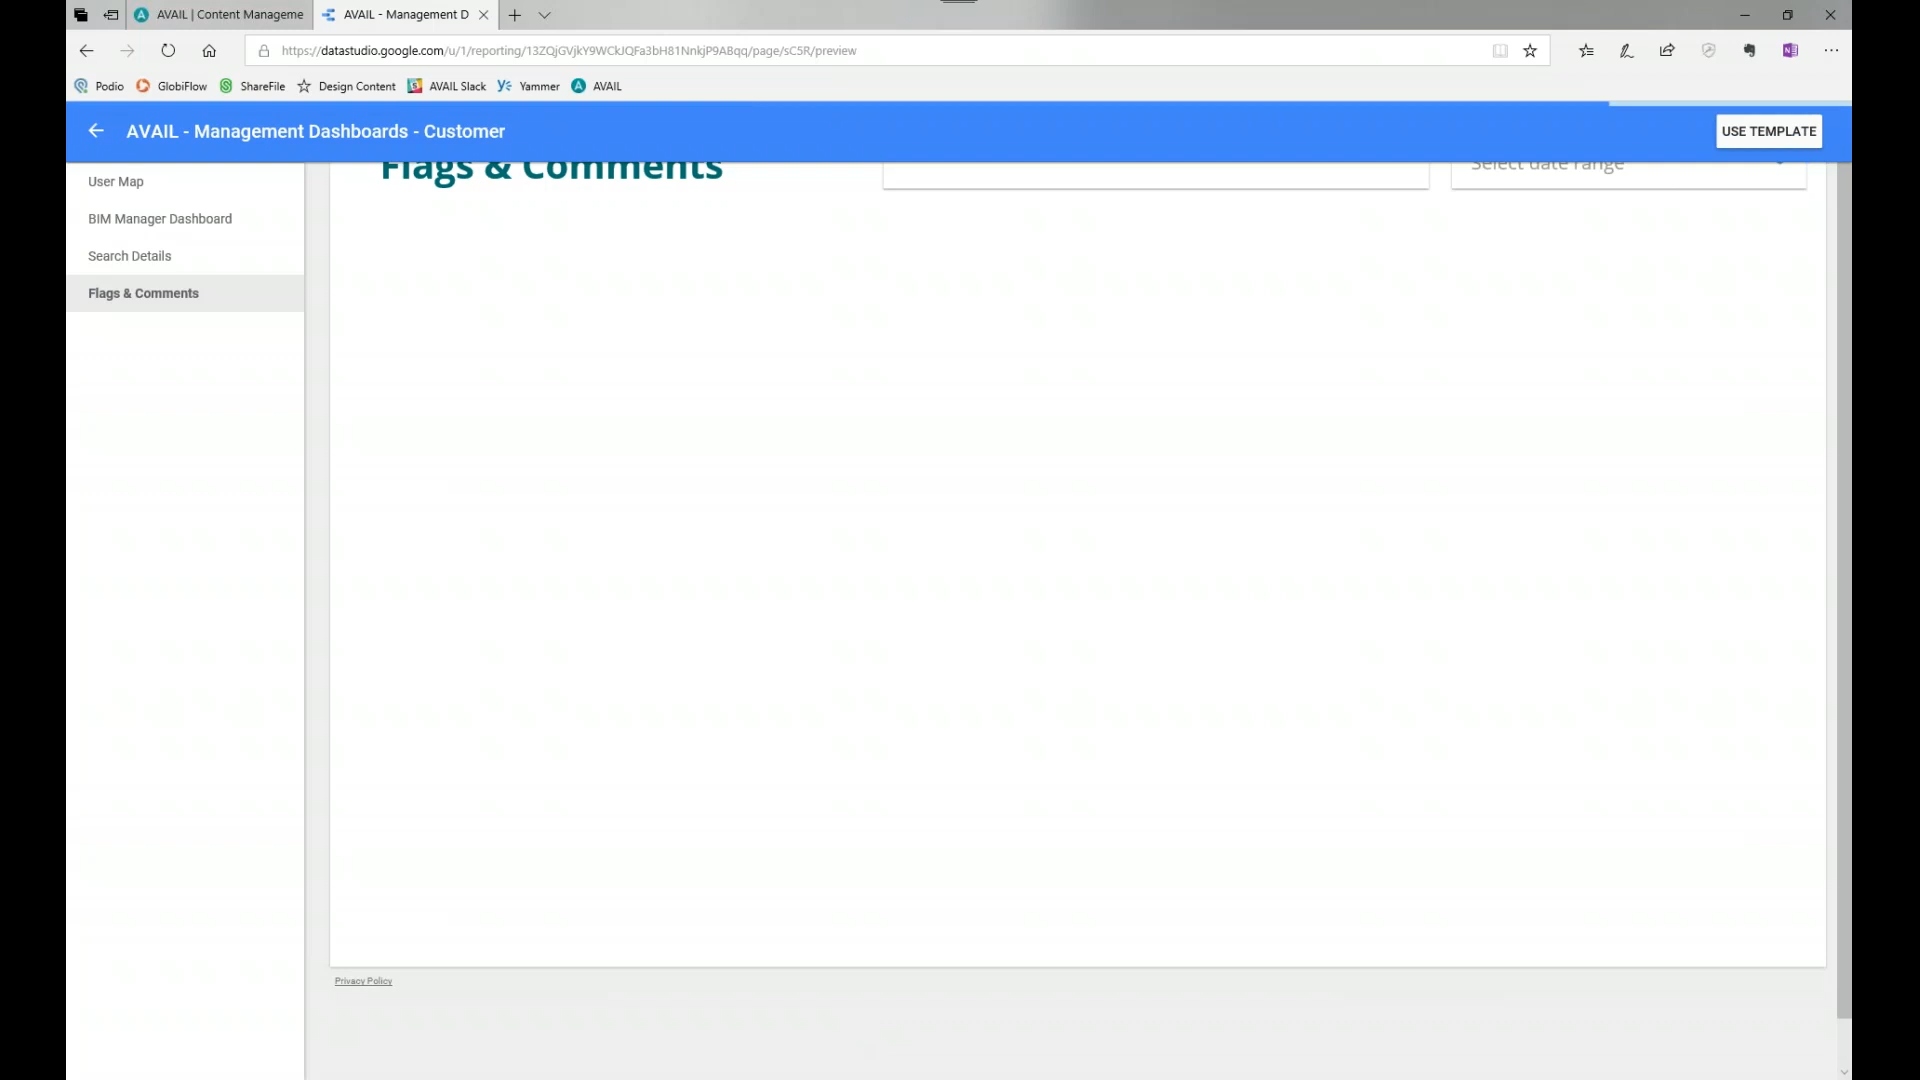 AVAIL | Content Manageme
AVAIL - Management D
https://datastudio.google.com/u/1/reporting/13ZQjGVjkY9WCkJQFa3bH81NnkjP9ABqq/page/sC5R/preview
Podio GlobiFlow ShareFile Design Content AVAIL Slack Yammer AVAIL
AVAIL - Management Dashboards - Customer
USE TEMPLATE
User Map
BIM Manager Dashboard
Search Details
Flags & Comments
Flags & Comments
Select date range
Privacy Policy